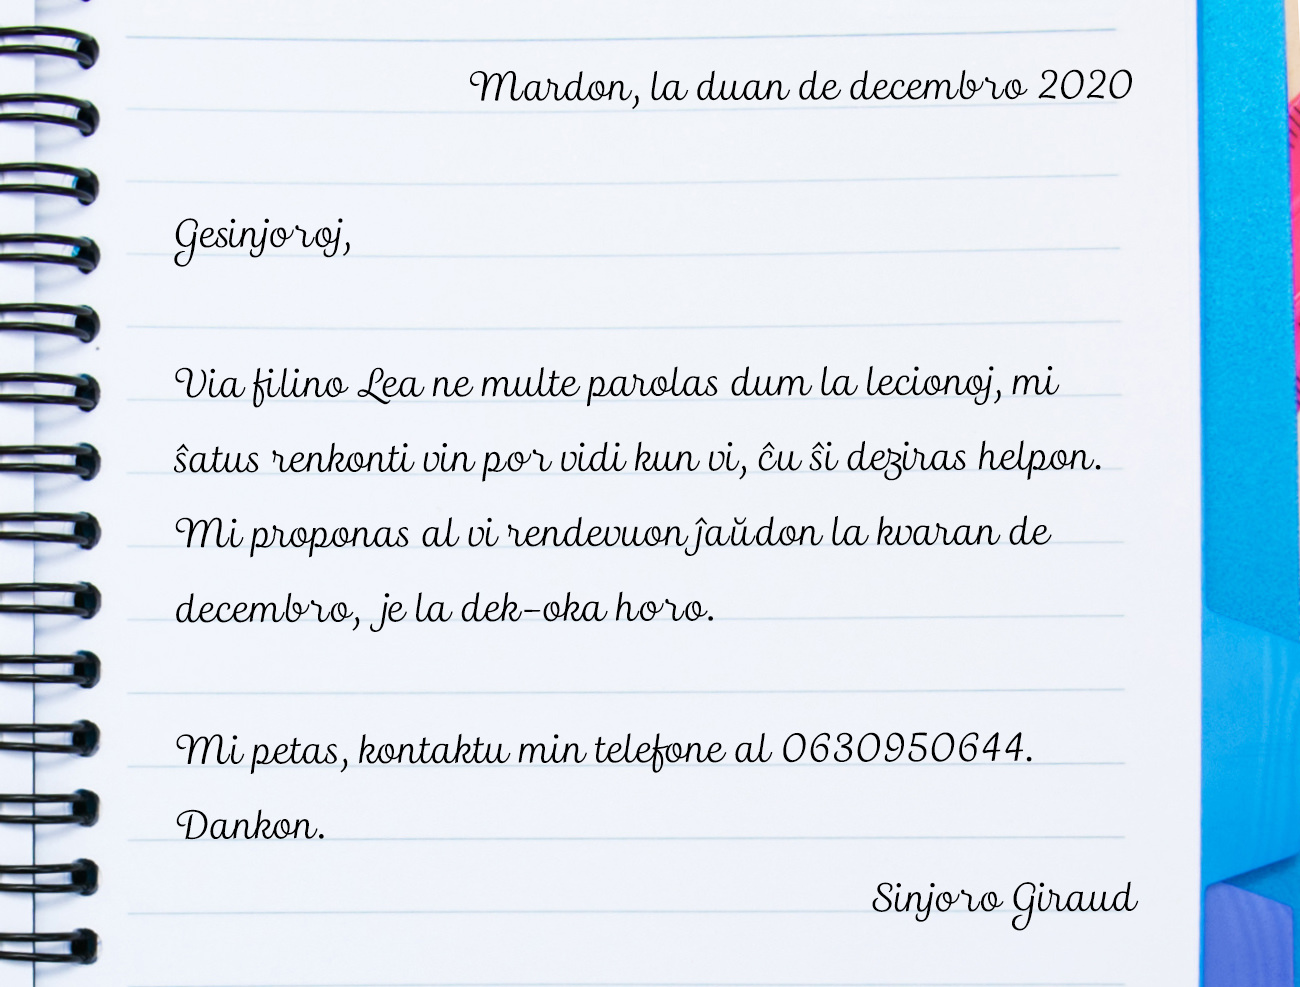 Mardon, la duan de decembro 2020
Gesinjoroj,
Via filino Lea ne multe parolas dum la lecionoj, mi
ŝatus renkonti vin por vidi kun vi, ĉu ŝi deziras helpon.
Mi proponas al vi rendevuon ĵaŭdon la kvaran de
decembro, je la dek-oka horo.
Mi petas, kontaktu min telefone al 0630950644.
Dankon.
Sinjoro Giraud